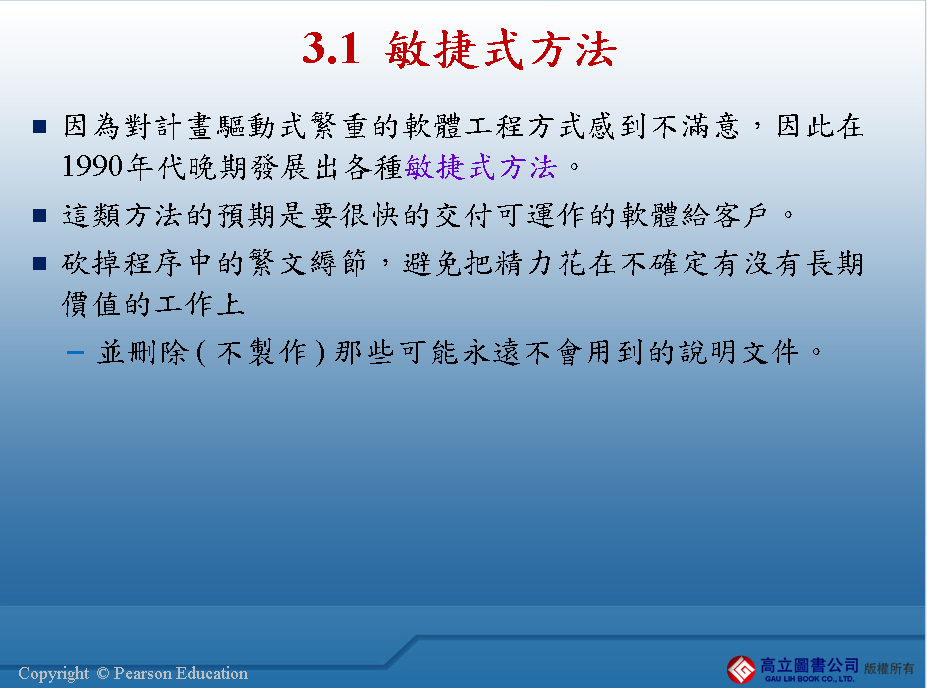 3.1 敏捷式方法
■ 因為對計畫驅動式繁重的軟體工程方式感到不滿意，因此在
1990年代晚期發展出各種敏捷式方法。
■ 這類方法的預期是要很快的交付可運作的軟體給客戶。
■ 砍掉程序中的繁文縟節，避免把精力花在不確定有沒有長期
價值的工作上
– 並刪除(不製作)那些可能永遠不會用到的說明文件。
Copyright © Pearson Education
高立圖書公司 版權所有
GAU LIH BOOK CO., LTD.